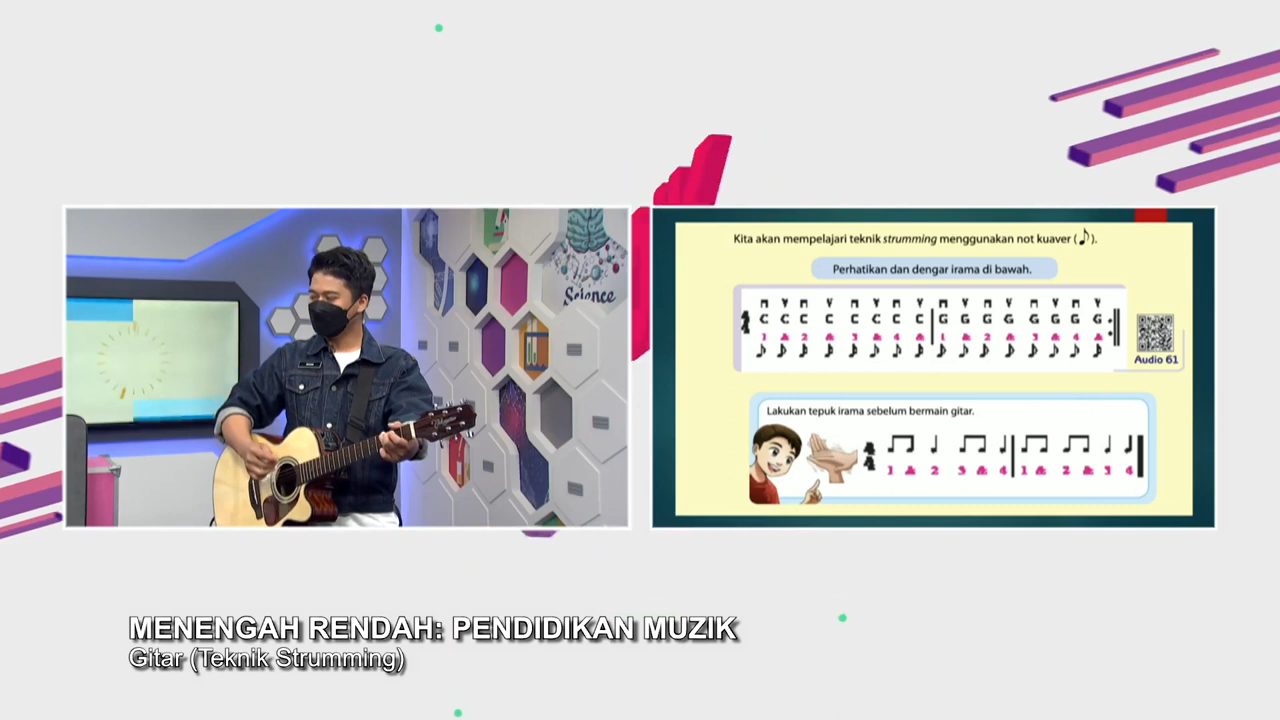 Science
Kita akan mempelajari teknik strumming menggunakan not kuaver (♪).
Perhatikan dan dengar irama di bawah.
C C C C C C C C G G G G G G G G
1 & 2 & 3 & 4 & 1 & 2 & 3 & 4 &
Audio 61
Lakukan tepuk irama sebelum bermain gitar.
4
4
1 & 2 3 & 4 1 & 2 & 3 4
MENENGAH RENDAH: PENDIDIKAN MUZIK
Gitar (Teknik Strumming)